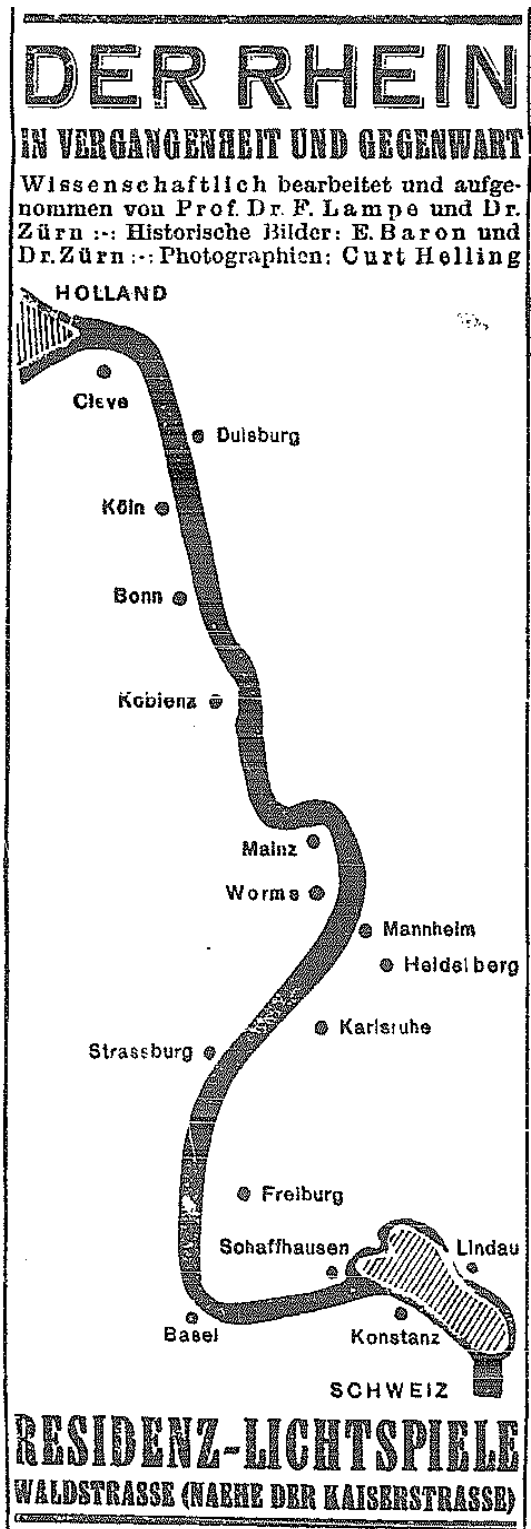 DER RHEIN
IN VERGANGENHEIT UND GEGENWART
Wissenschaftlich bearbeitet und aufge-
nommen von Prof. Dr. F. Lampe und Dr.
Zürn :-: Historische Bilder: E. Baron und
Dr. Zürn :-: Photographien: Curt Helling
HOLLAND
Cleve
Duisburg
Köln
Bonn
Koblenz
Mainz
Worms
Mannheim
Heidelberg
Karlsruhe
Strassburg
Freiburg
Schaffhausen
Lindau
Basel
Konstanz
SCHWEIZ
RESIDENZ-LICHTSPIELE
WALDSTRASSE (NAEHE DER KAISERSTRASSE)